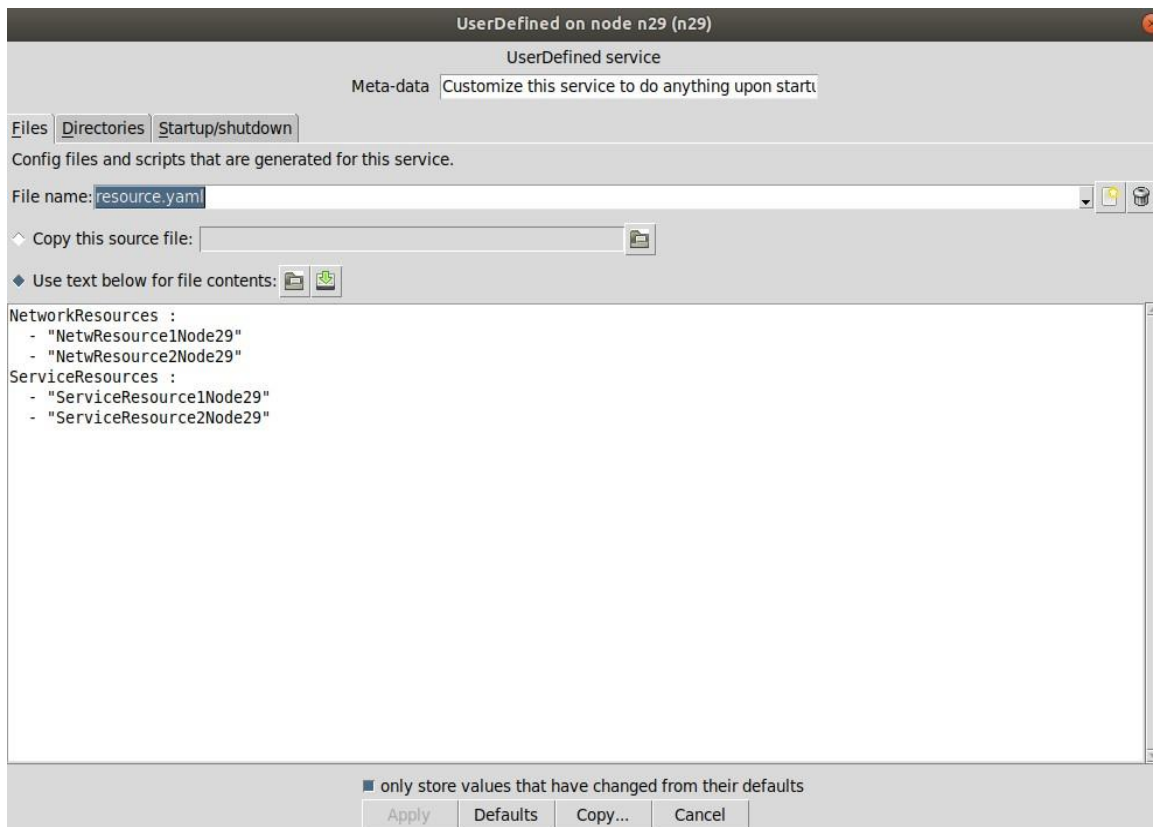 UserDefined on node n29 (n29)
UserDefined service
Meta-data Customize this service to do anything upon startu
Files Directories Startup/shutdown
Config files and scripts that are generated for this service.
File name: resource.yaml
Copy this source file:
Use text below for file contents:
NetworkResources :
- "NetwResource1Node29"
- "NetwResource2Node29"
ServiceResources :
- "ServiceResource1Node29"
- "ServiceResource2Node29"
only store values that have changed from their defaults
Apply Defaults Copy... Cancel